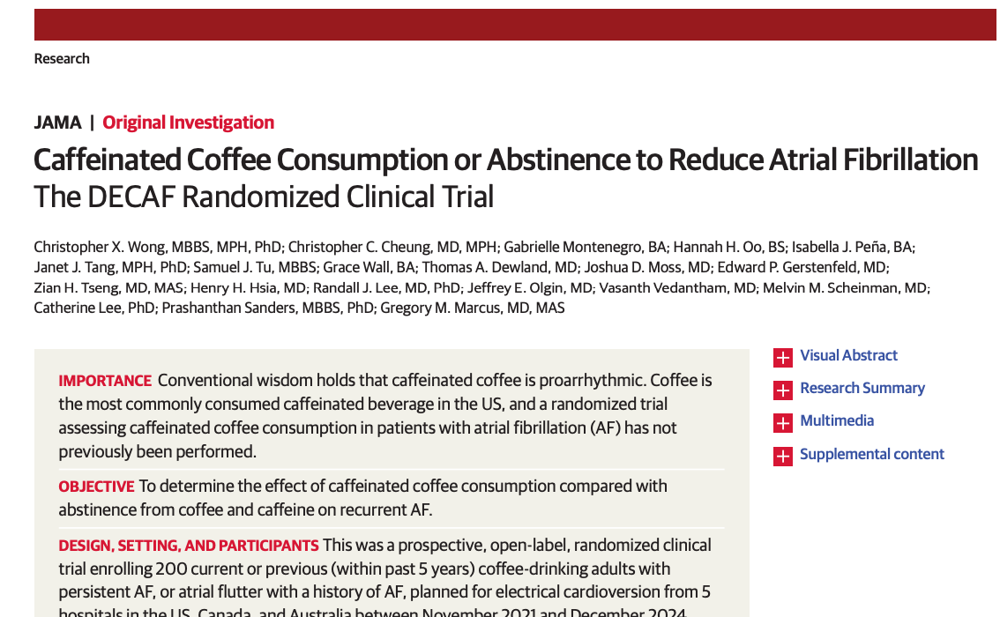 Research
JAMA | Original Investigation
Caffeinated Coffee Consumption or Abstinence to Reduce Atrial Fibrillation
The DECAF Randomized Clinical Trial
Christopher X. Wong, MBBS, MPH, PhD; Christopher C. Cheung, MD, MPH; Gabrielle Montenegro, BA; Hannah H. Oo, BS; Isabella J. Peña, BA;
Janet J. Tang, MPH, PhD; Samuel J. Tu, MBBS; Grace Wall, BA; Thomas A. Dewland, MD; Joshua D. Moss, MD; Edward P. Gerstenfeld, MD;
Zian H. Tseng, MD, MAS; Henry H. Hsia, MD; Randall J. Lee, MD, PhD; Jeffrey E. Olgin, MD; Vasanth Vedantham, MD; Melvin M. Scheinman, MD;
Catherine Lee, PhD; Prashanthan Sanders, MBBS, PhD; Gregory M. Marcus, MD, MAS
IMPORTANCE Conventional wisdom holds that caffeinated coffee is proarrhythmic. Coffee is
the most commonly consumed caffeinated beverage in the US, and a randomized trial
assessing caffeinated coffee consumption in patients with atrial fibrillation (AF) has not
previously been performed.
OBJECTIVE To determine the effect of caffeinated coffee consumption compared with
abstinence from coffee and caffeine on recurrent AF.
DESIGN, SETTING, AND PARTICIPANTS This was a prospective, open-label, randomized clinical
trial enrolling 200 current or previous (within past 5 years) coffee-drinking adults with
persistent AF, or atrial flutter with a history of AF, planned for electrical cardioversion from 5
hospitals in the US, Canada, and Australia between November 2021 and December 2024.
Visual Abstract
Research Summary
Multimedia
Supplemental content